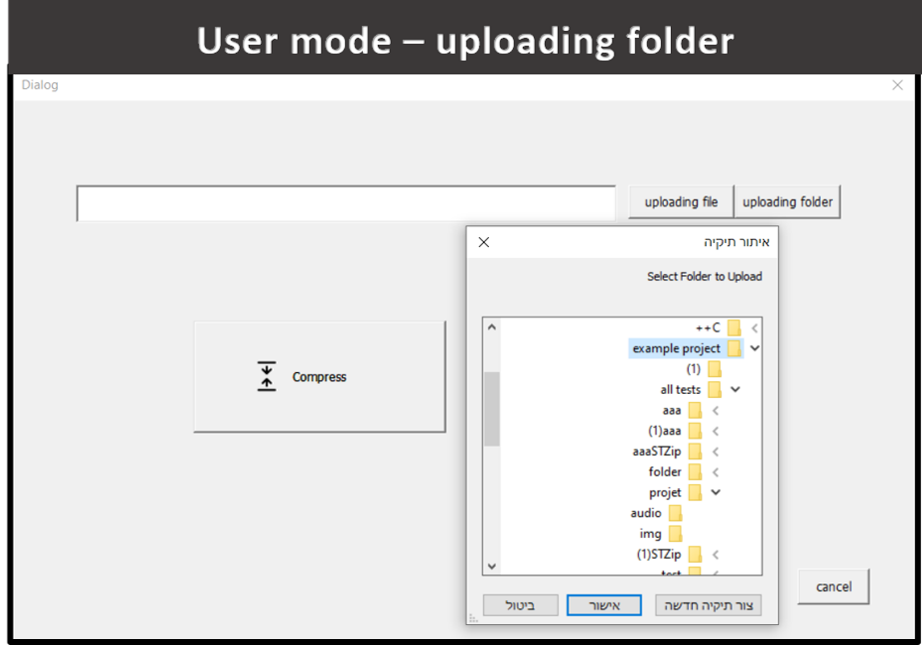 User mode – uploading folder
Dialog
uploading file
uploading folder
איתור תיקיה
Select Folder to Upload
++C
example project
(1)
all tests
aaa
(1)aaa
aaaSTZip
folder
projet
audio
img
(1)STZip
test
Compress
צור תיקיה חדשה
אישור
ביטול
cancel